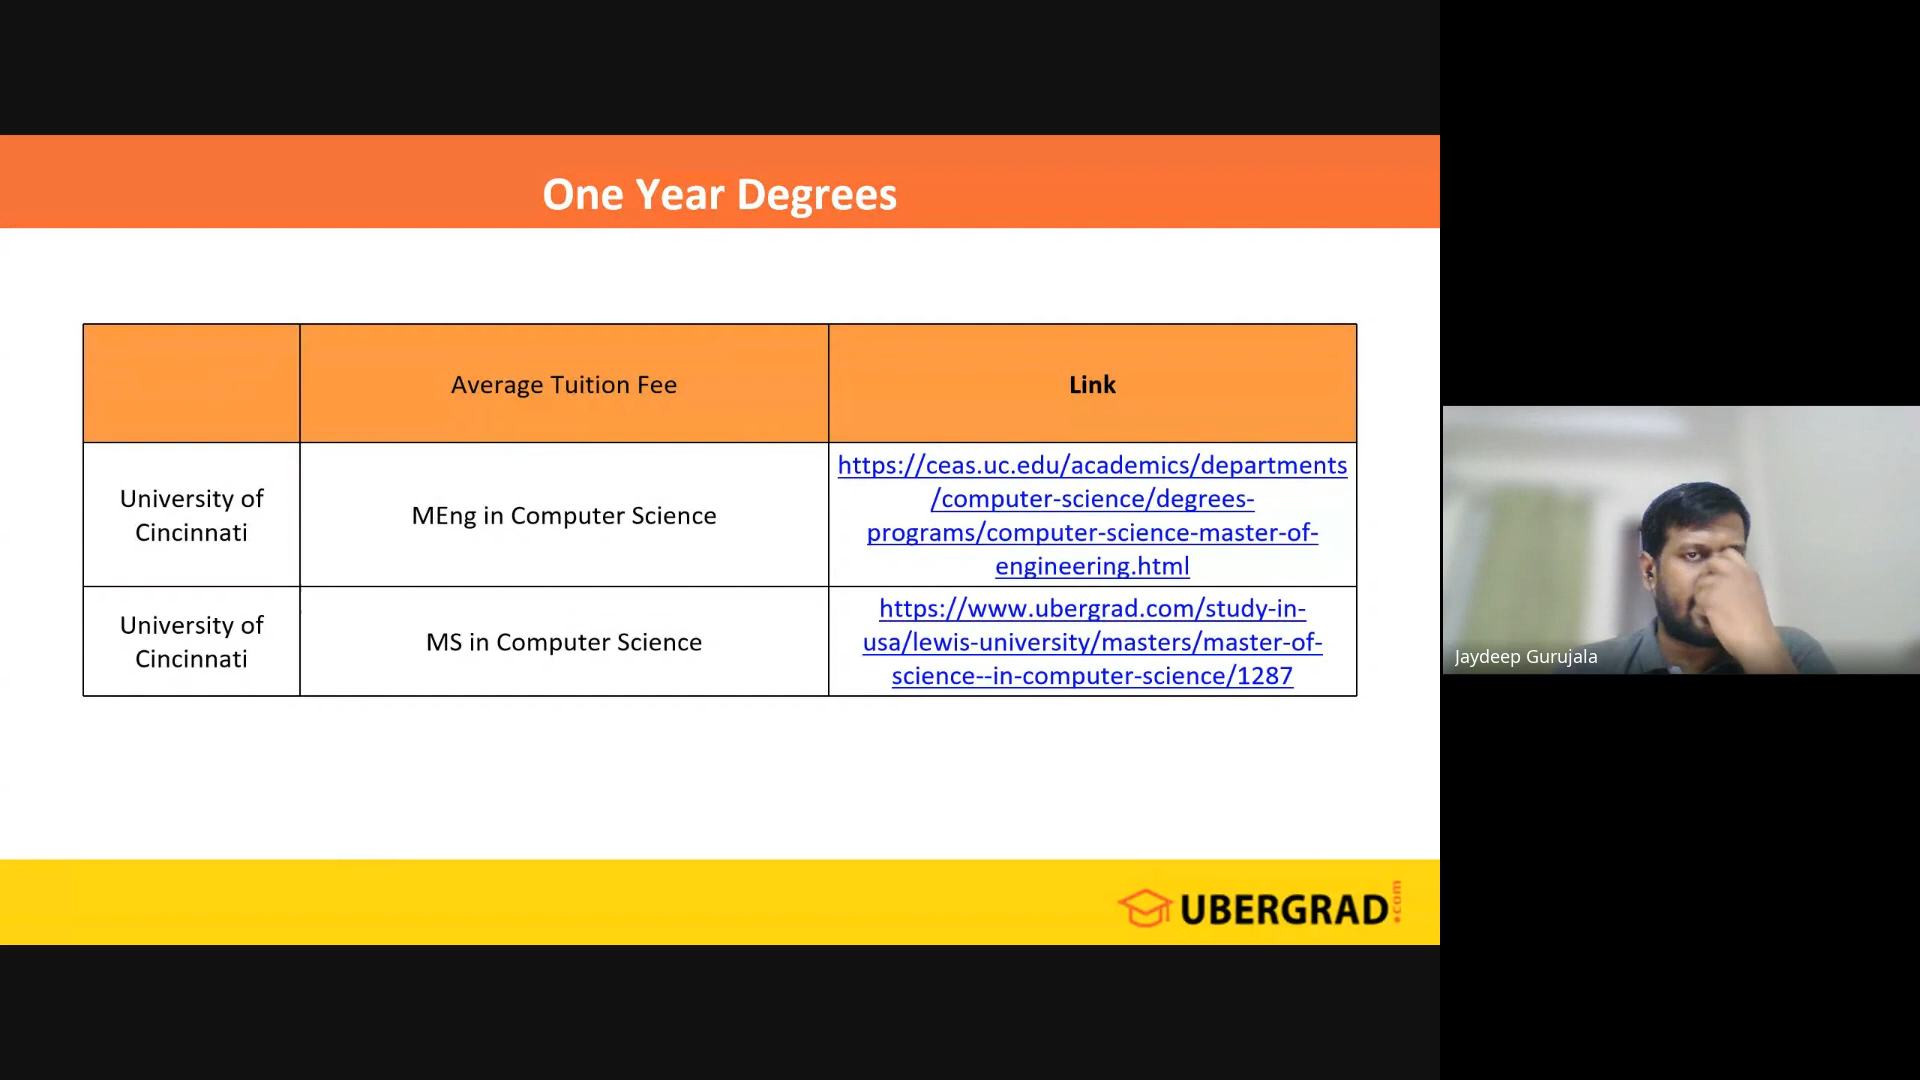 One Year Degrees
Average Tuition Fee
Link
University of
Cincinnati
MEng in Computer Science
https://ceas.uc.edu/academics/departments
/computer-science/degrees-
programs/computer-science-master-of-
engineering.html
University of
Cincinnati
MS in Computer Science
https://www.ubergrad.com/study-in-
usa/lewis-university/masters/master-of-
science--in-computer-science/1287
Jaydeep Gurujala
UBERGRAD.com